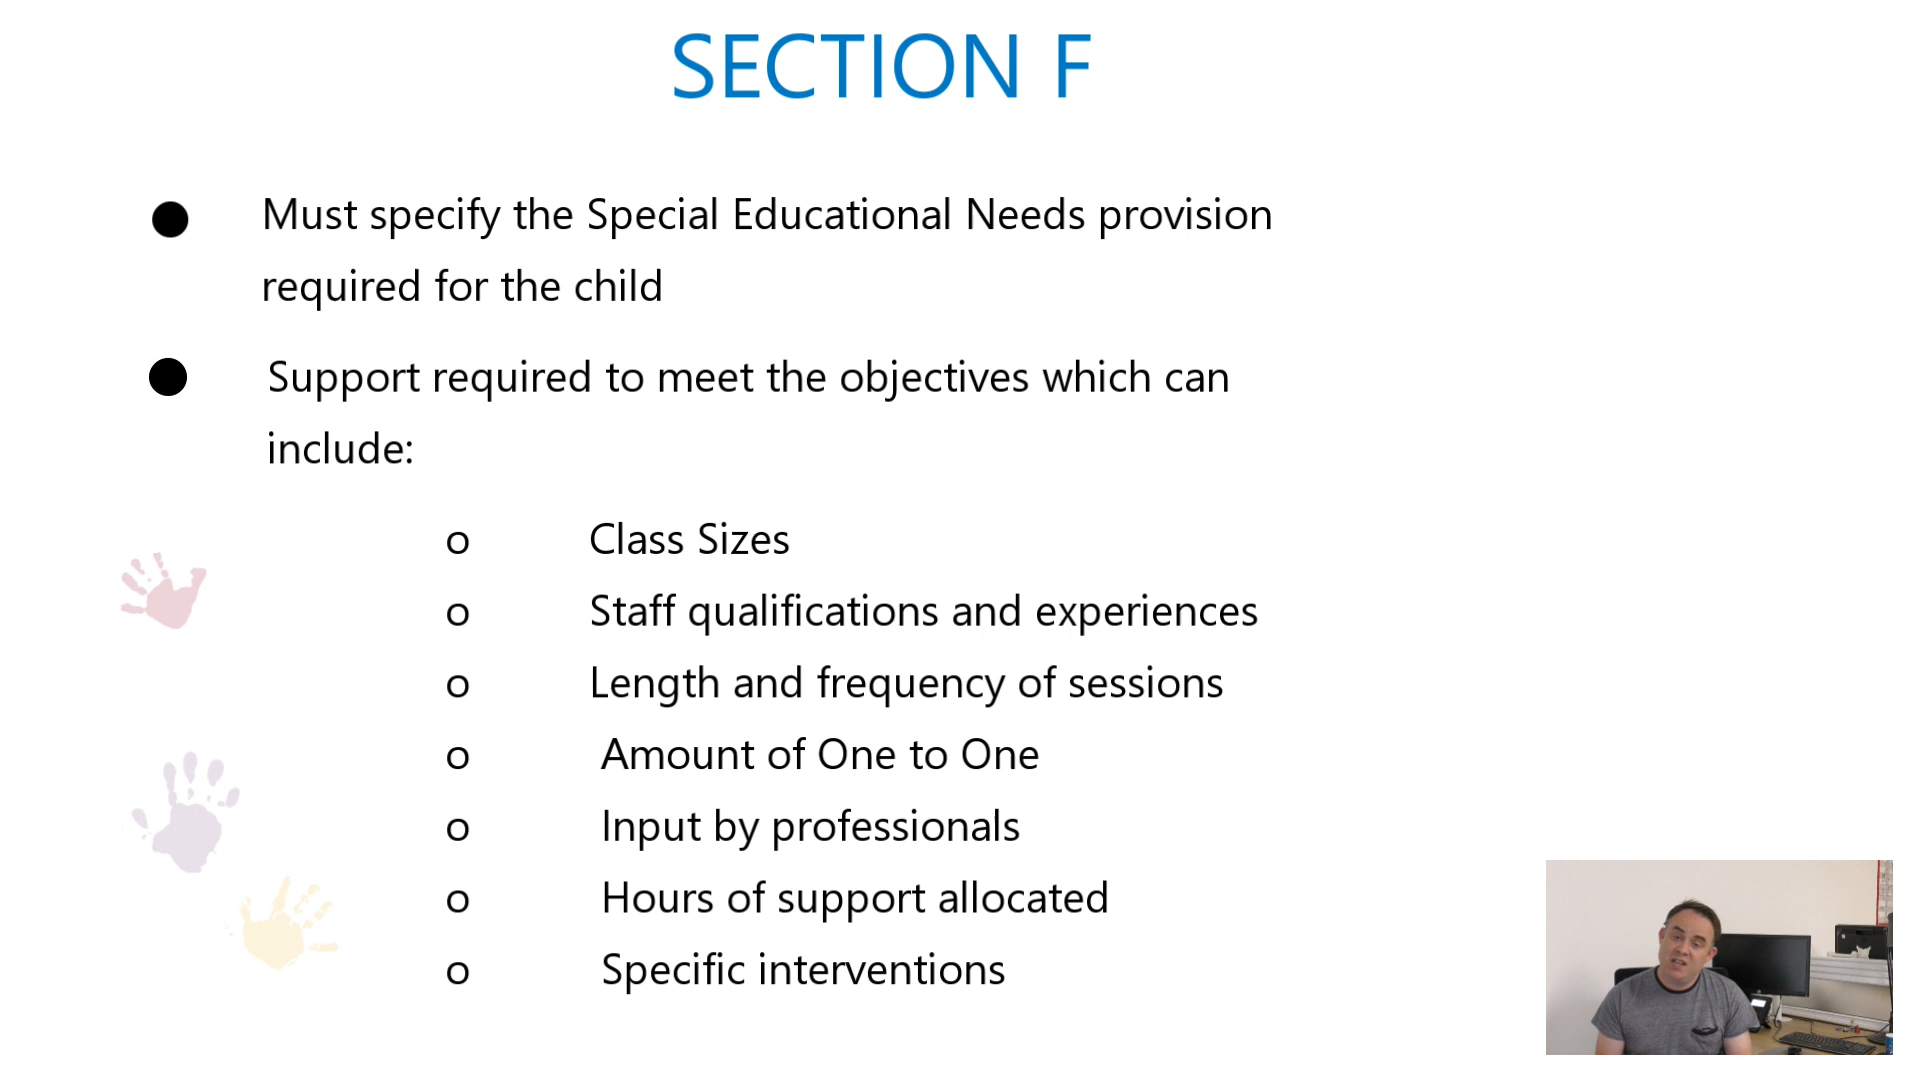 SECTION F
● Must specify the Special Educational Needs provision
required for the child
● Support required to meet the objectives which can
include:
o Class Sizes
o Staff qualifications and experiences
o Length and frequency of sessions
o Amount of One to One
o Input by professionals
o Hours of support allocated
o Specific interventions